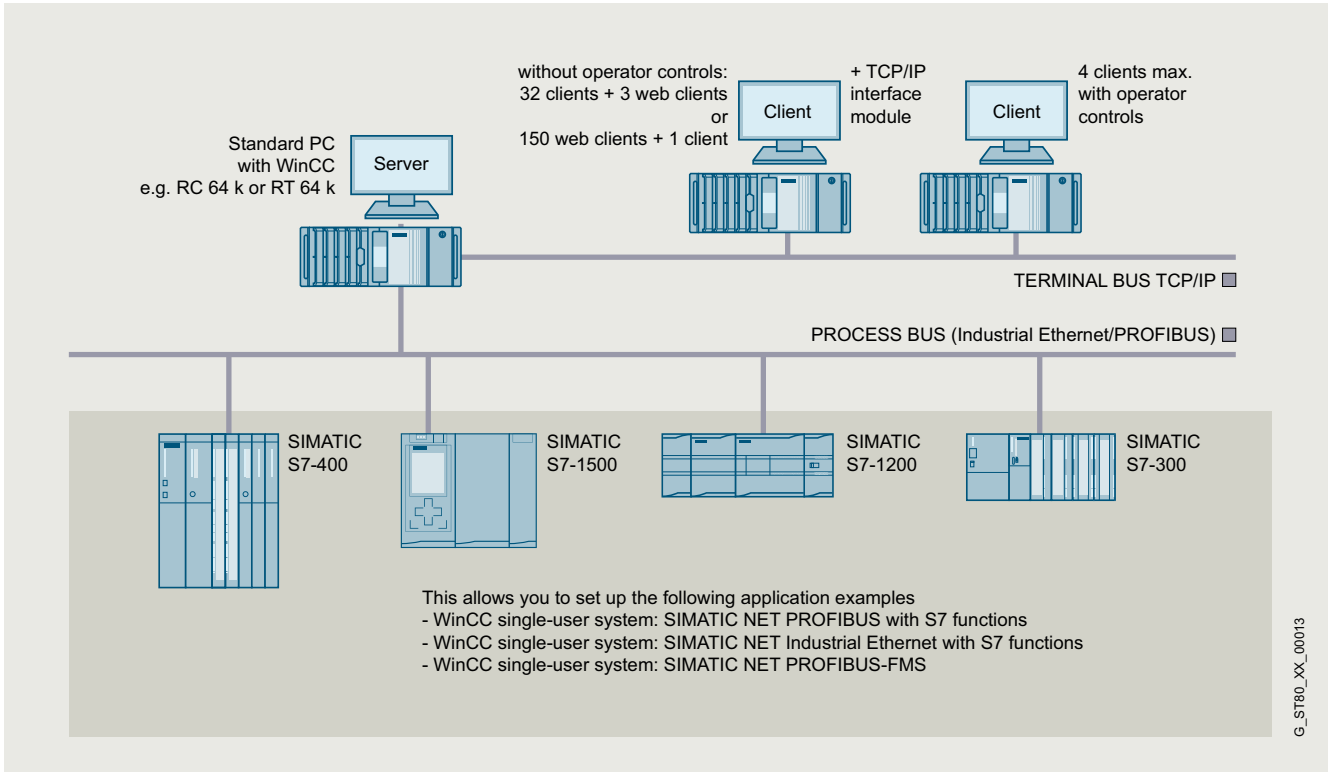 without operator controls:
32 clients + 3 web clients
or
150 web clients + 1 client
Client
+ TCP/IP
interface
module
Client
4 clients max.
with operator
controls
Standard PC
with WinCC
e.g. RC 64 k or RT 64 k
Server
TERMINAL BUS TCP/IP
PROCESS BUS (Industrial Ethernet/PROFIBUS)
SIMATIC
S7-400
SIMATIC
S7-1500
SIMATIC
S7-1200
SIMATIC
S7-300
This allows you to set up the following application examples
- WinCC single-user system: SIMATIC NET PROFIBUS with S7 functions
- WinCC single-user system: SIMATIC NET Industrial Ethernet with S7 functions
- WinCC single-user system: SIMATIC NET PROFIBUS-FMS
G_ST80_XX_00013